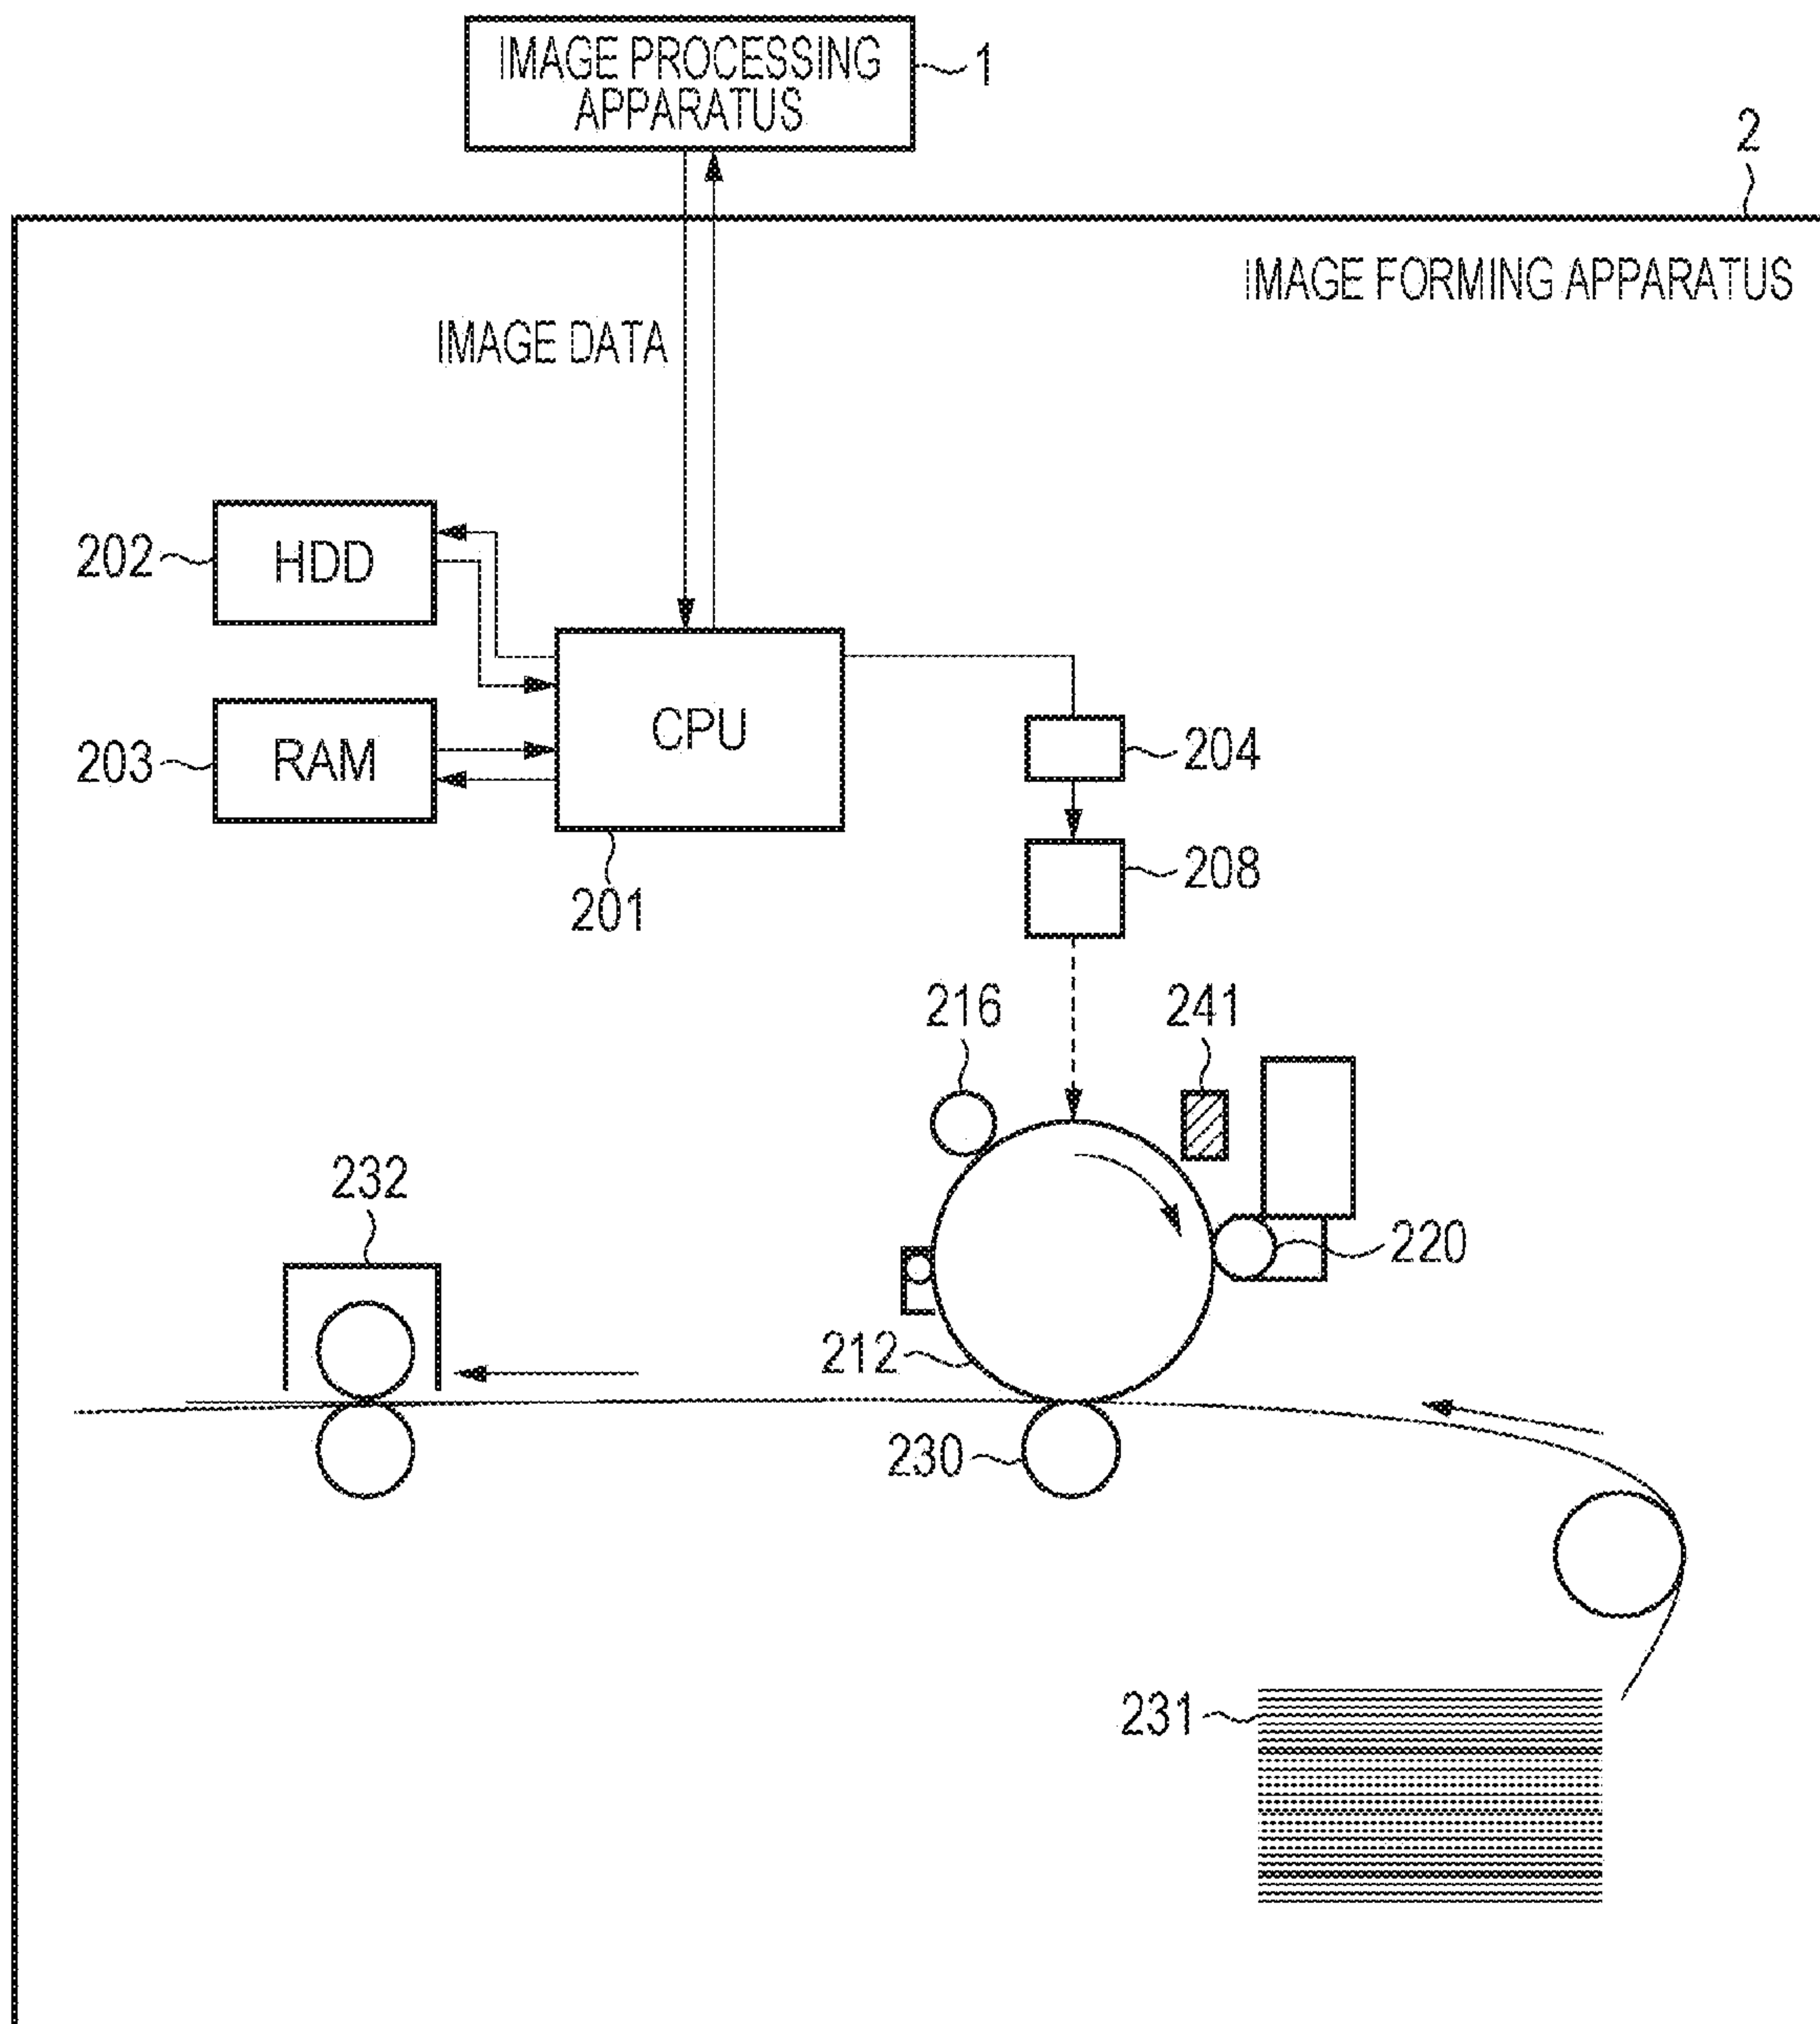 IMAGE PROCESSING
APPARATUS
1
2
IMAGE FORMING APPARATUS
IMAGE DATA
202
HDD
203
RAM
CPU
204
201
208
216
241
232
220
212
230
231